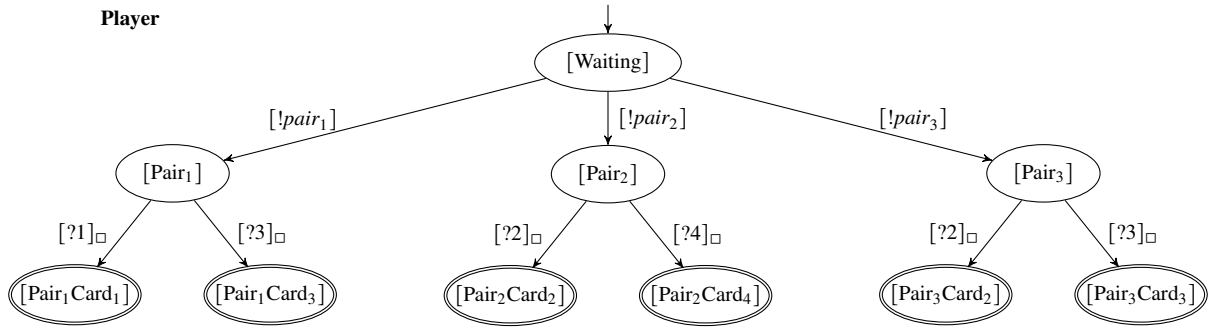 Player
[Waiting]
[!pair₁]
[!pair₂]
[!pair₃]
[Pair₁]
[Pair₂]
[Pair₃]
[?1]□
[?3]□
[?2]□
[?4]□
[?2]□
[?3]□
[Pair₁Card₁]
[Pair₁Card₃]
[Pair₂Card₂]
[Pair₂Card₄]
[Pair₃Card₂]
[Pair₃Card₃]